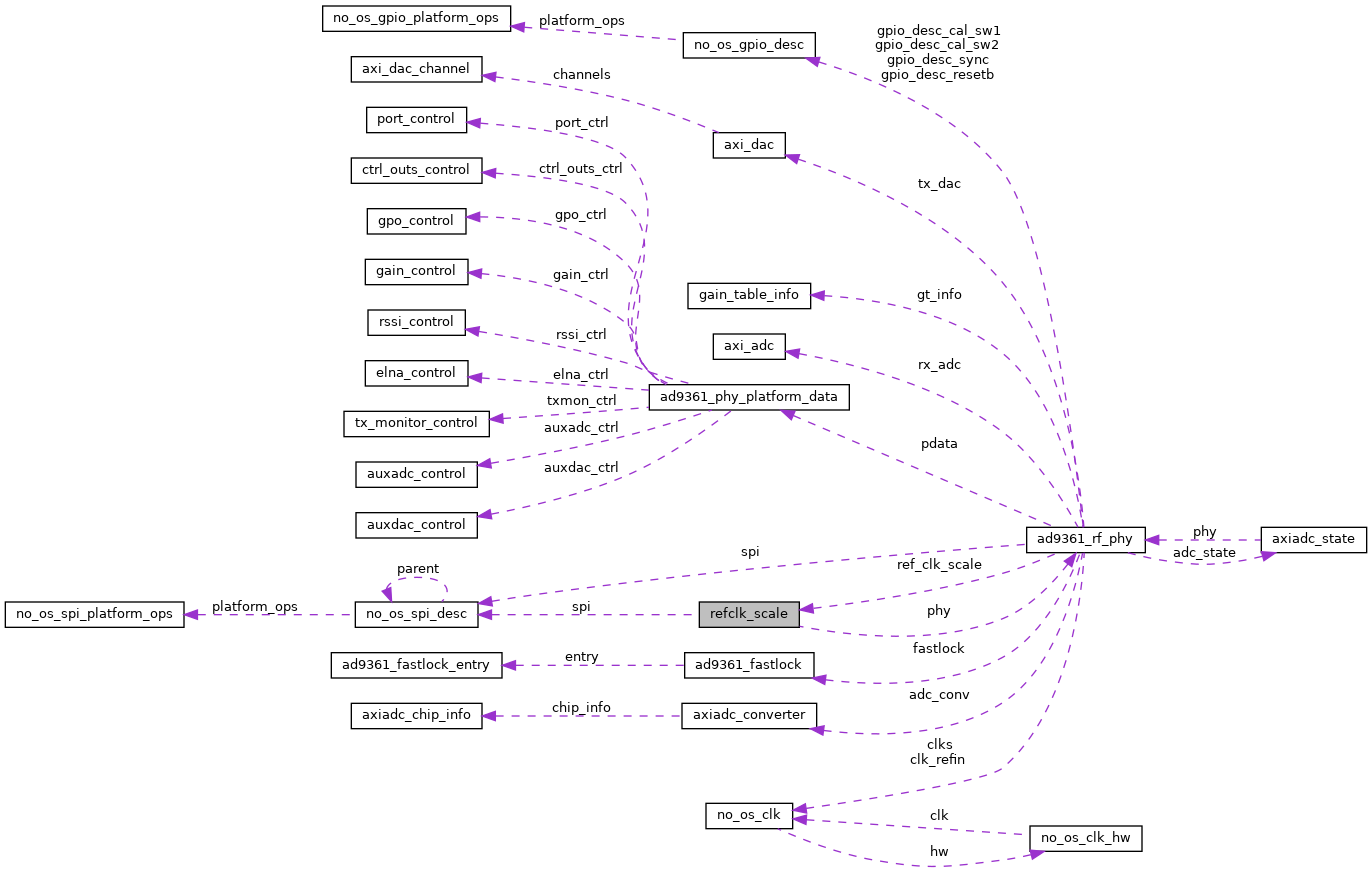 no_os_gpio_platform_ops
platform_ops
no_os_gpio_desc
gpio_desc_cal_sw1
gpio_desc_cal_sw2
gpio_desc_sync
gpio_desc_resetb
axi_dac_channel
channels
port_control
port_ctrl
axi_dac
ctrl_outs_control
ctrl_outs_ctrl
tx_dac
gpo_control
gpo_ctrl
gain_control
gain_ctrl
gain_table_info
gt_info
rssi_control
rssi_ctrl
axi_adc
rx_adc
elna_control
elna_ctrl
ad9361_phy_platform_data
tx_monitor_control
txmon_ctrl
auxadc_control
auxadc_ctrl
pdata
auxdac_control
auxdac_ctrl
ad9361_rf_phy
phy
adc_state
axiadc_state
spi
ref_clk_scale
parent
no_os_spi_platform_ops
platform_ops
no_os_spi_desc
spi
refclk_scale
phy
ad9361_fastlock_entry
entry
ad9361_fastlock
fastlock
axiadc_chip_info
chip_info
axiadc_converter
adc_conv
clks
clk_refin
no_os_clk
clk
hw
no_os_clk_hw